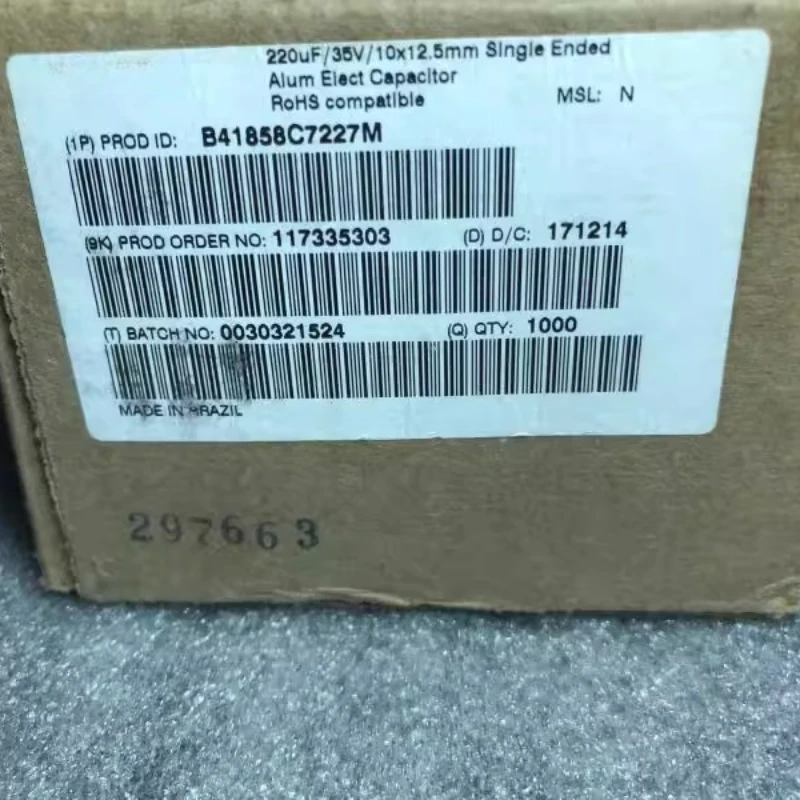 220uF/35V/10x12.5mm Single Ended
Alum Elect Capacitor
RoHS compatible
MSL: N
(1P) PROD ID: B41858C7227M
(9K) PROD ORDER NO: 117335303 (D) D/C: 171214
(T) BATCH NO: 0030321524 (Q) QTY: 1000
MADE IN BRAZIL
297663